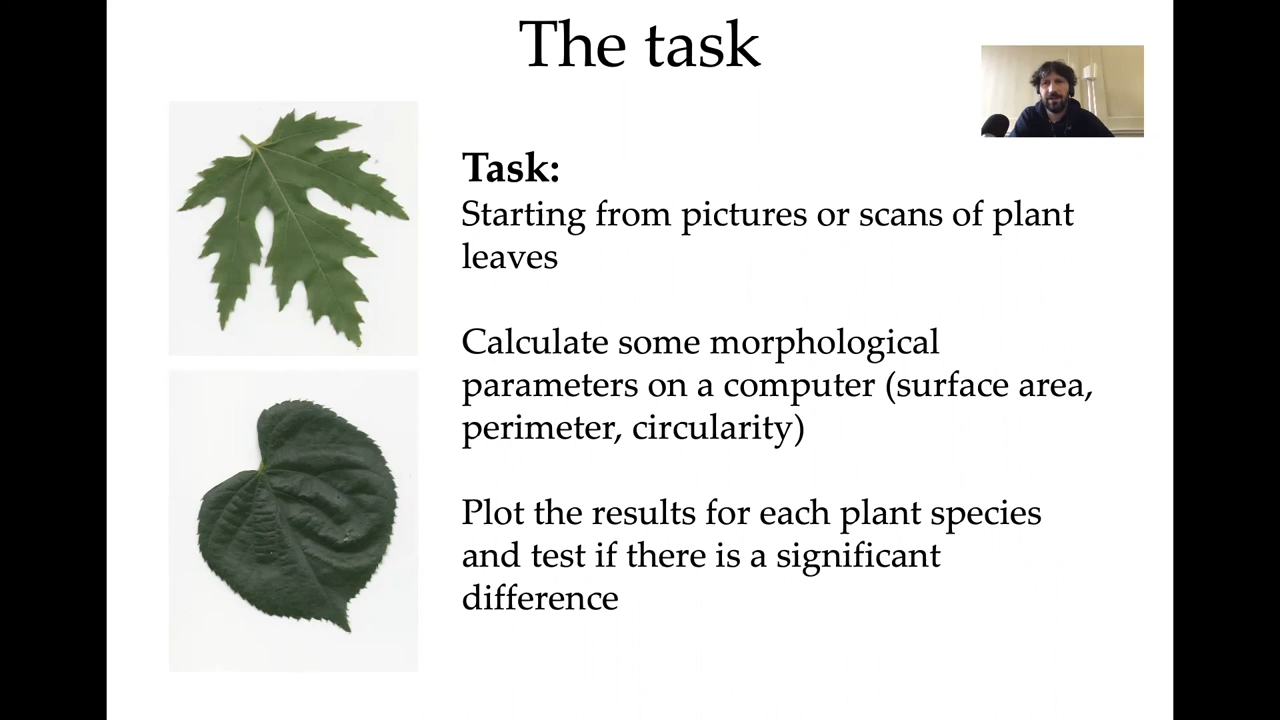 The task
Task:
Starting from pictures or scans of plant
leaves
Calculate some morphological
parameters on a computer (surface area,
perimeter, circularity)
Plot the results for each plant species
and test if there is a significant
difference